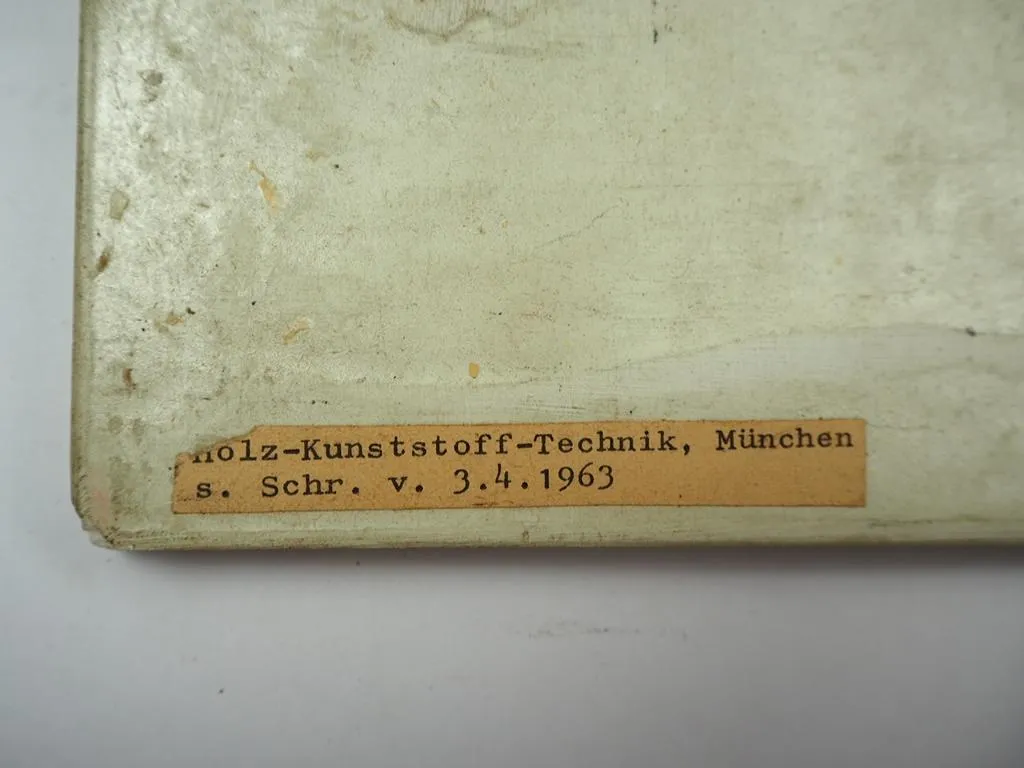 Holz-Kunststoff-Technik, München
s. Schr. v. 3.4.1963